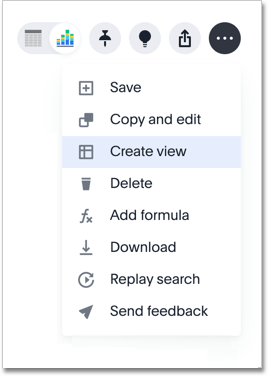 Save
Copy and edit
Create view
Delete
Add formula
Download
Replay search
Send feedback